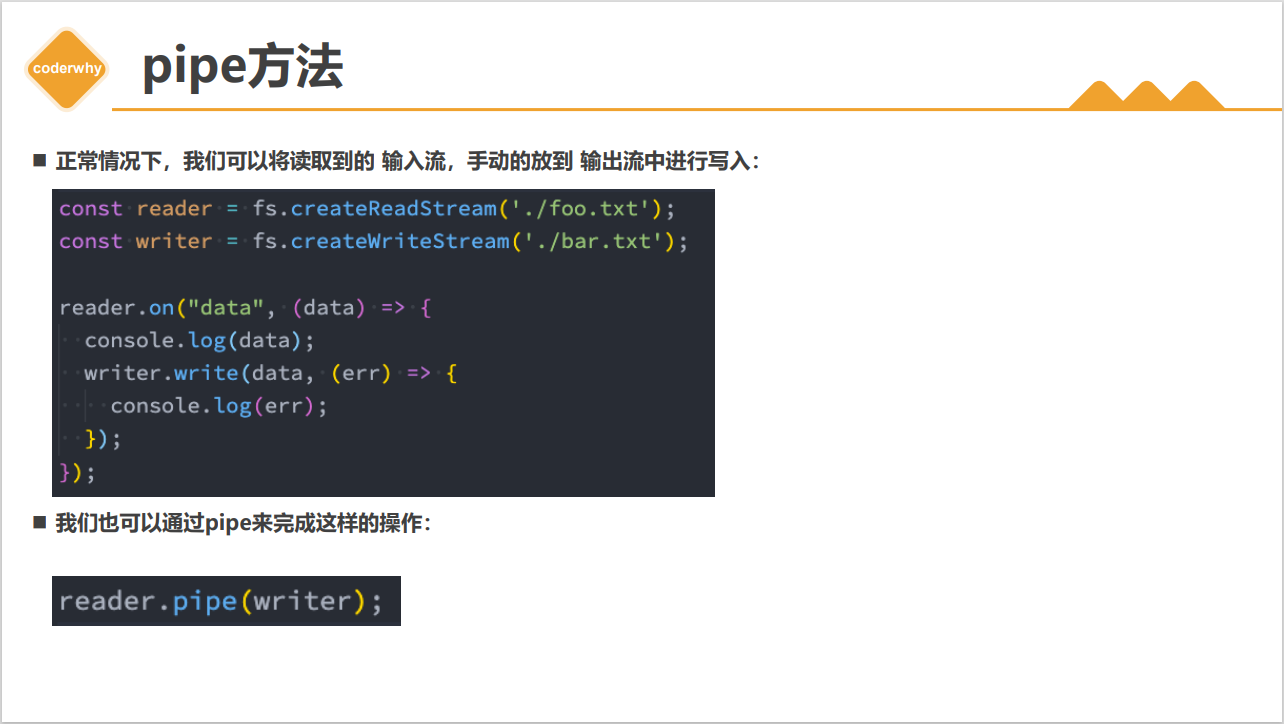 coderwhy
pipe方法
正常情况下，我们可以将读取到的 输入流，手动的放到 输出流中进行写入：
const reader = fs.createReadStream('./foo.txt');
const writer = fs.createWriteStream('./bar.txt');
reader.on("data", (data) => {
  console.log(data);
  writer.write(data, (err) => {
    console.log(err);
  });
});
我们也可以通过pipe来完成这样的操作：
reader.pipe(writer);